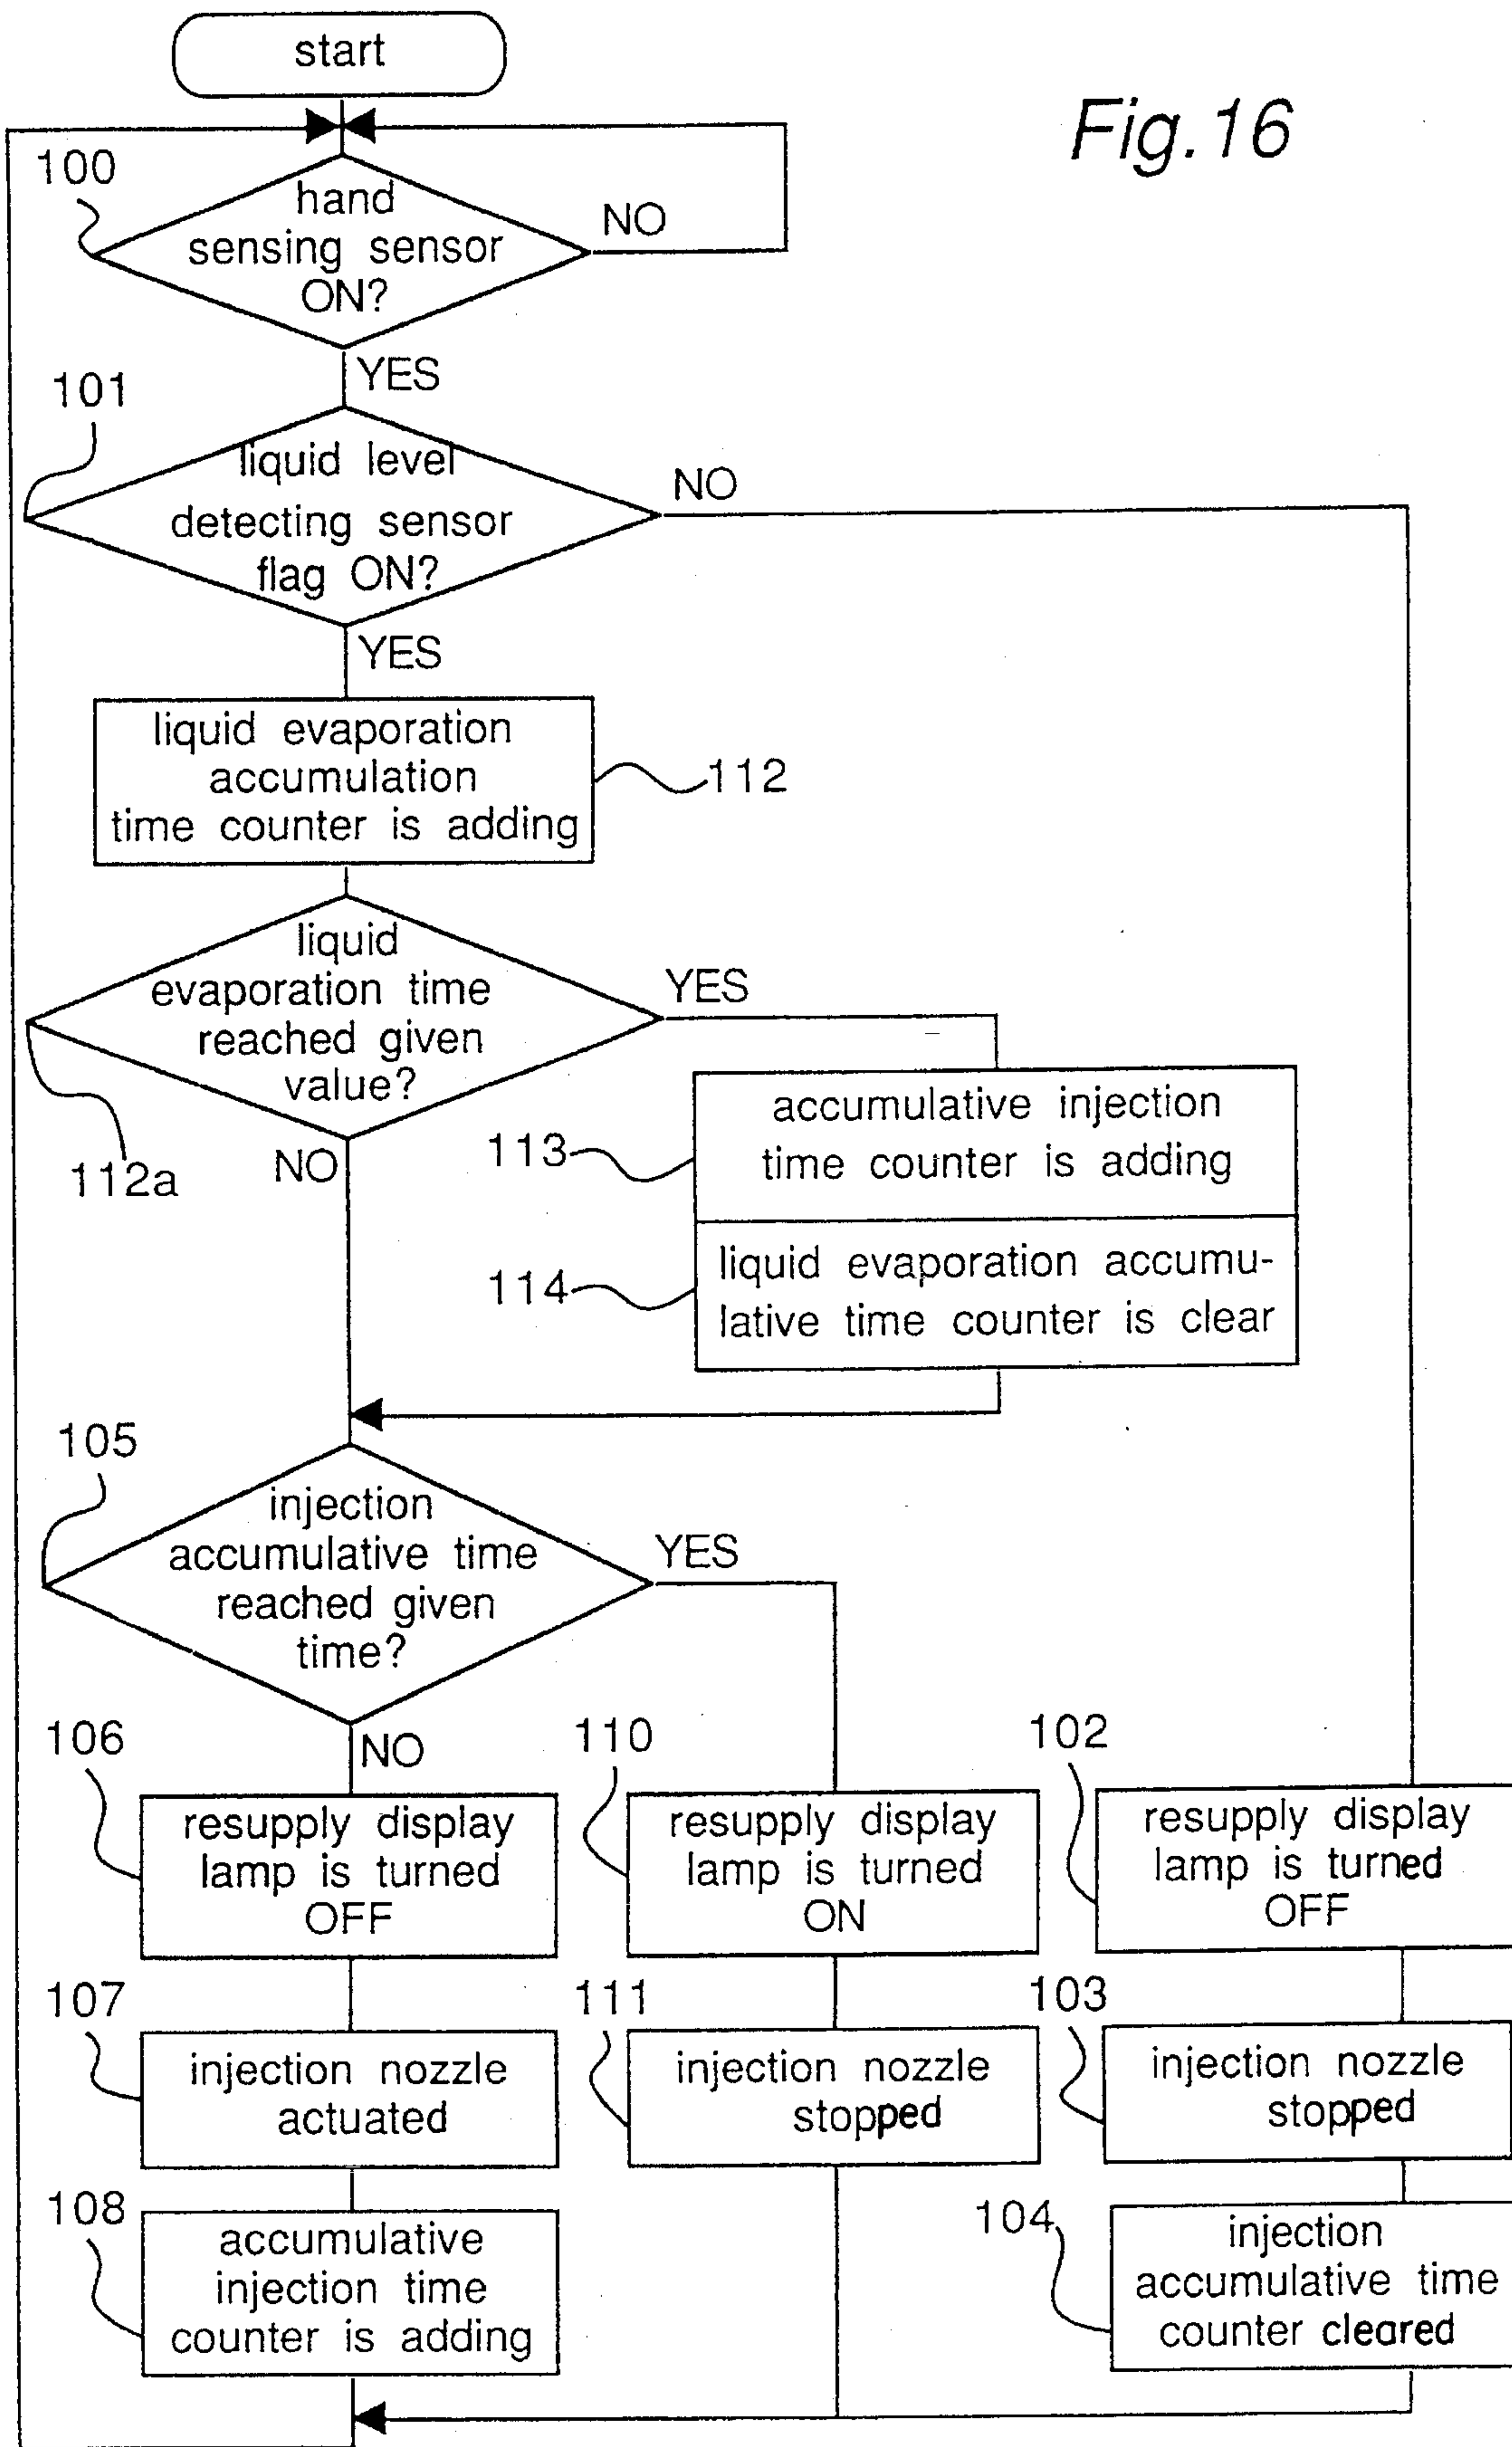 start
Fig.16
100
hand
sensing sensor
ON?
NO
YES
101
liquid level
detecting sensor
flag ON?
NO
YES
liquid evaporation
accumulation
time counter is adding
112
liquid
evaporation time
reached given
value?
YES
112a
NO
113
accumulative injection
time counter is adding
114
liquid evaporation accumu-
lative time counter is clear
105
injection
accumulative time
reached given
time?
YES
NO
106
resupply display
lamp is turned
OFF
110
resupply display
lamp is turned
ON
102
resupply display
lamp is turned
OFF
107
injection nozzle
actuated
111
injection nozzle
stopped
103
injection nozzle
stopped
108
accumulative
injection time
counter is adding
104
injection
accumulative time
counter cleared